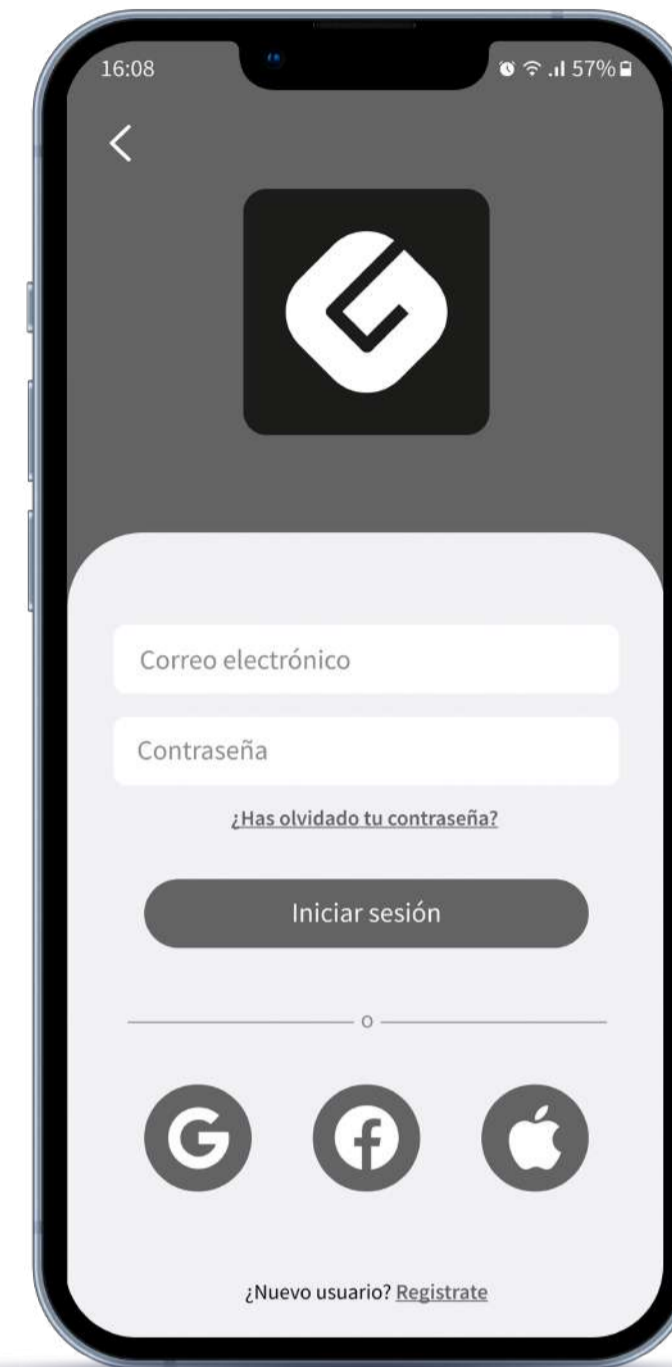 16:08
57%
Correo electrónico
Contraseña
¿Has olvidado tu contraseña?
Iniciar sesión
o
¿Nuevo usuario? Registrate